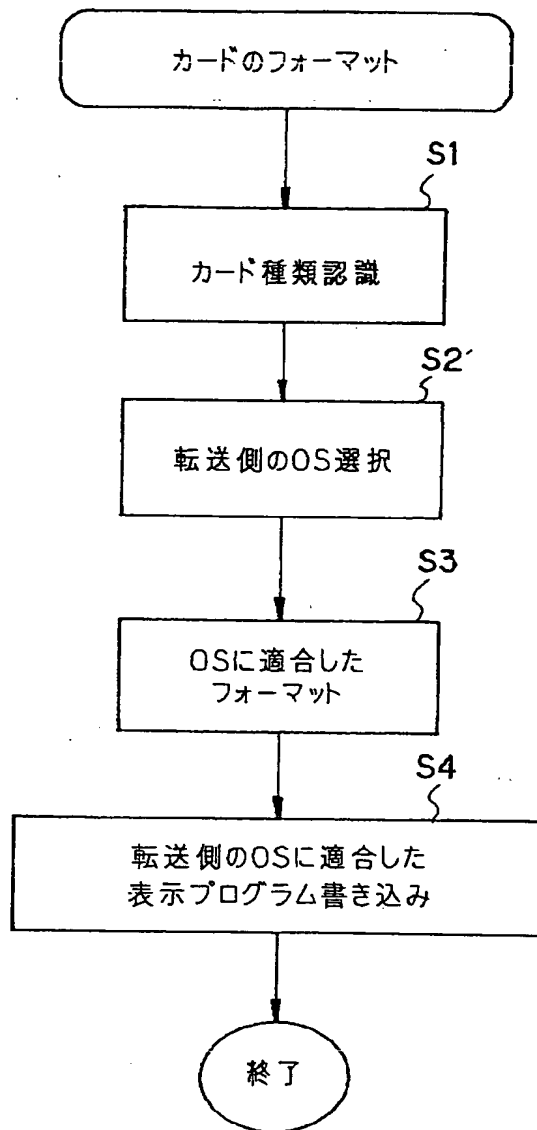 カードのフォーマット
S1
カード種類認識
S2
転送側のOS選択
S3
OSに適合した
フォーマット
S4
転送側のOSに適合した
表示プログラム書き込み
終了